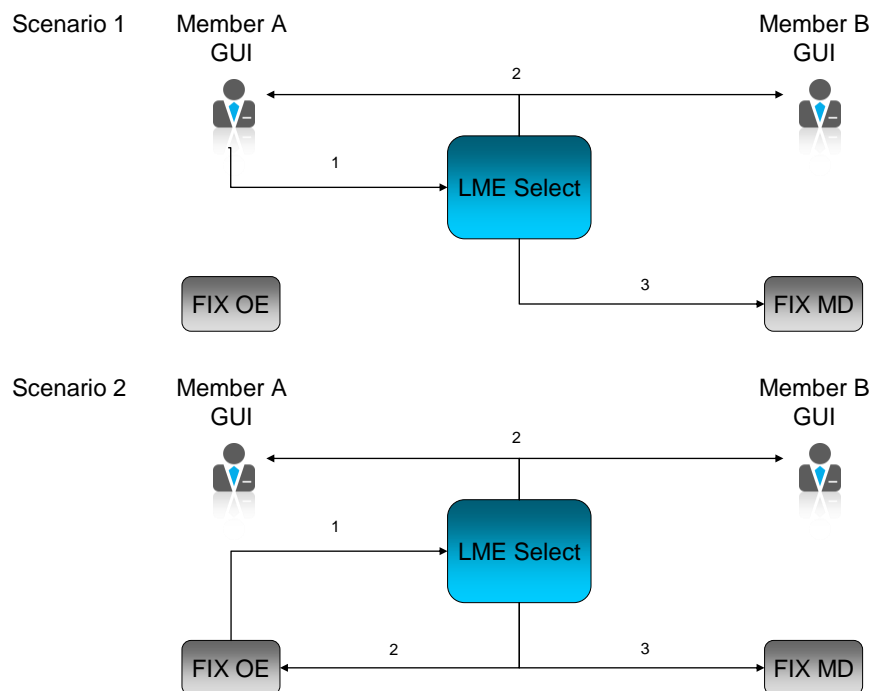 Scenario 1
Member A
GUI
Member B
GUI
2
1
LME Select
3
FIX OE
FIX MD
Scenario 2
Member A
GUI
Member B
GUI
2
1
LME Select
2
3
FIX OE
FIX MD